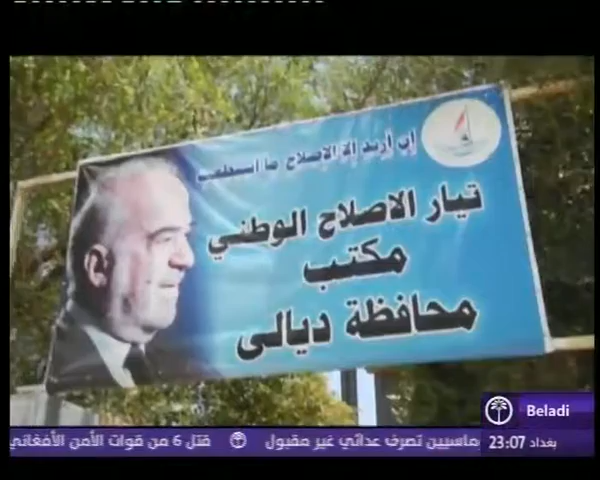 إن أريد إلا الإصلاح ما استطعت
تيار الاصلاح الوطني
مكتب
محافظة ديالى
Beladi
23:07 بغداد
ماسيين تصرف عدائي غير مقبول
قتل 6 من قوات الأمن الأفغاني